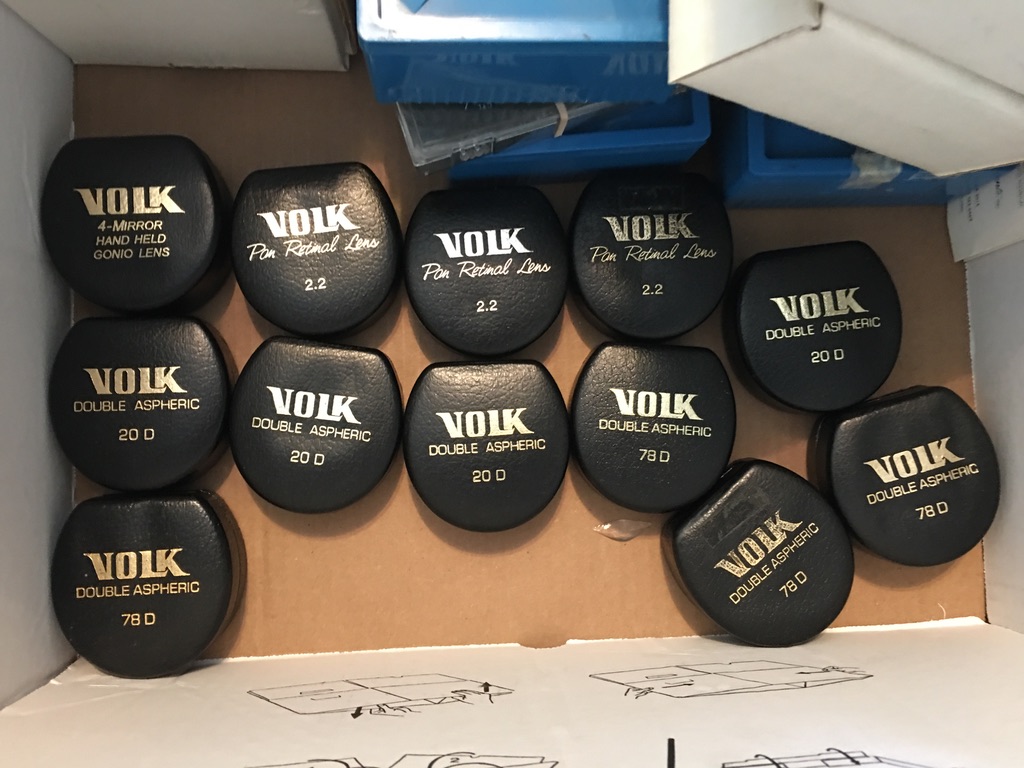 VOLK
4-MIRROR
HAND HELD
GONIO LENS
VOLK
Pan Retinal Lens
2.2
VOLK
Pan Retinal Lens
2.2
VOLK
Pan Retinal Lens
2.2
VOLK
DOUBLE ASPHERIC
20 D
VOLK
DOUBLE ASPHERIC
20 D
VOLK
DOUBLE ASPHERIC
20 D
VOLK
DOUBLE ASPHERIC
20 D
VOLK
DOUBLE ASPHERIC
78 D
VOLK
DOUBLE ASPHERIC
78 D
VOLK
DOUBLE ASPHERIC
78 D
VOLK
DOUBLE ASPHERIC
78 D